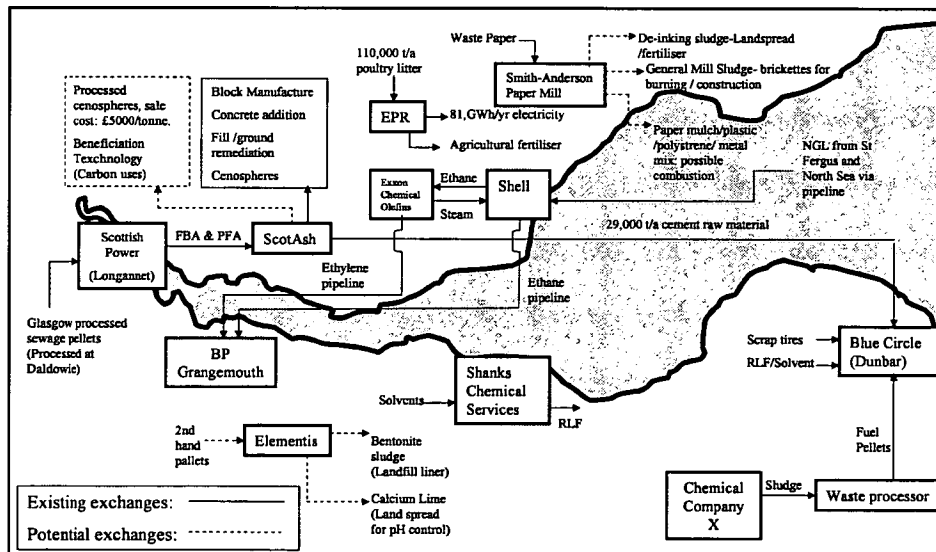 Processed
cenospheres, sale
cost: £5000/tonne.
Beneficiation
Texchnology
(Carbon uses)
Block Manufacture
Concrete addition
Fill /ground
remediation
Cenospheres
110,000 t/a
poultry litter
EPR
81,GWh/yr electricity
Agricultural fertiliser
Waste Paper
Smith-Anderson
Paper Mill
De-inking sludge-Landspread
/fertiliser
General Mill Sludge- brickettes for
burning / construction
Paper mulch/plastic
/polystrene/ metal
mix; possible
combustion
NGL from St
Fergus and
North Sea via
pipeline
Exxon
Chemical
Olefins
Ethane
Steam
Shell
Scottish
Power
(Longannet)
FBA & PFA
ScotAsh
29,000 t/a cement raw material
Ethylene
pipeline
Ethane
pipeline
Glasgow processed
sewage pellets
(Processed at
Daldowie)
BP
Grangemouth
Solvents
Shanks
Chemical
Services
RLF
Scrap tires
RLF/Solvent
Blue Circle
(Dunbar)
2nd
hand
pallets
Elementis
Bentonite
sludge
(Landfill liner)
Calcium Lime
(Land spread
for pH control)
Fuel
Pellets
Chemical
Company
X
Sludge
Waste processor
Existing exchanges:
Potential exchanges: